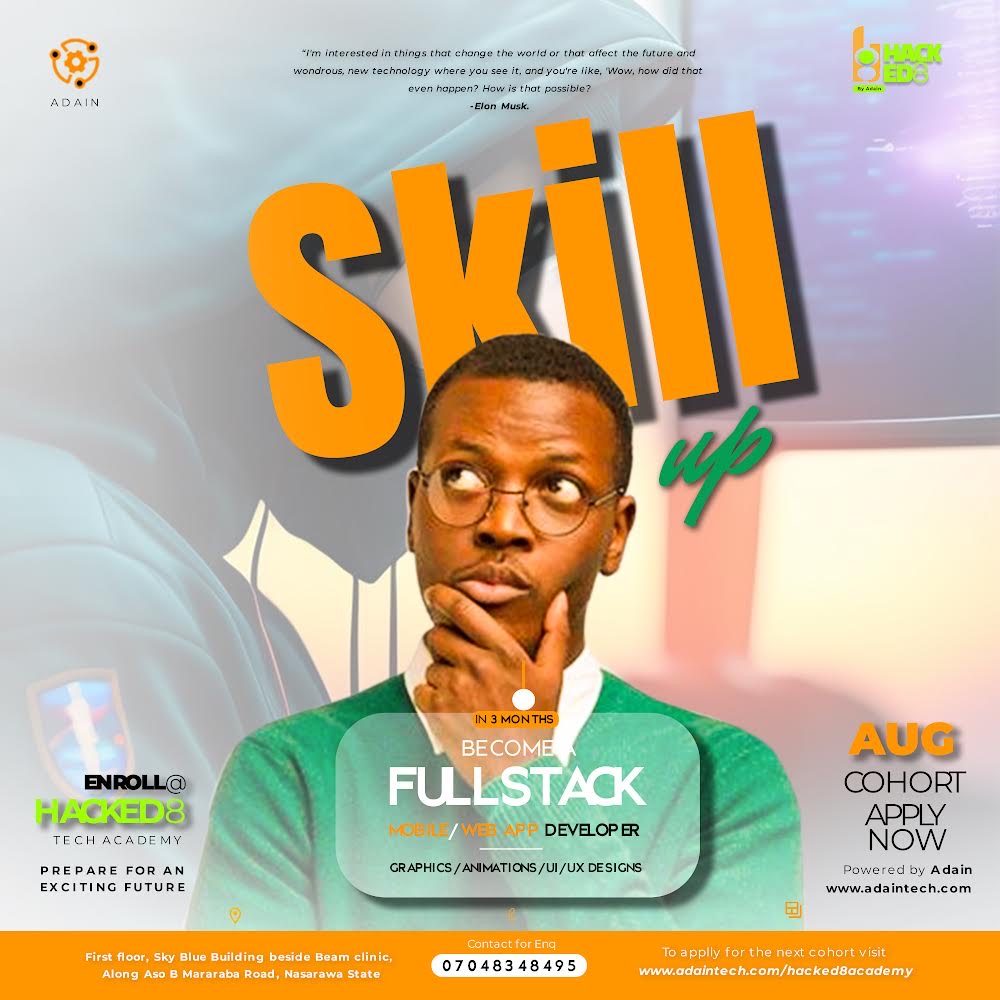 ADAIN
"I'm interested in things that change the world or that affect the future and
wondrous, new technology where you see it, and you're like, 'Wow, how did that
even happen? How is that possible?
-Elon Musk.
HACK
ED8
By Adain
Skill
up
IN 3 MONTHS
BECOME A
FULLSTACK
MOBILE/WEB APP DEVELOPER
GRAPHICS/ANIMATIONS/UI/UX DESIGNS
ENROLL@
HACKED8
TECH ACADEMY
PREPARE FOR AN
EXCITING FUTURE
AUG
COHORT
APPLY
NOW
Powered by Adain
www.adaintech.com
First floor, Sky Blue Building beside Beam clinic,
Along Aso B Mararaba Road, Nasarawa State
Contact for Enq
07048348495
To appliy for the next cohort visit
www.adaintech.com/hacked8academy